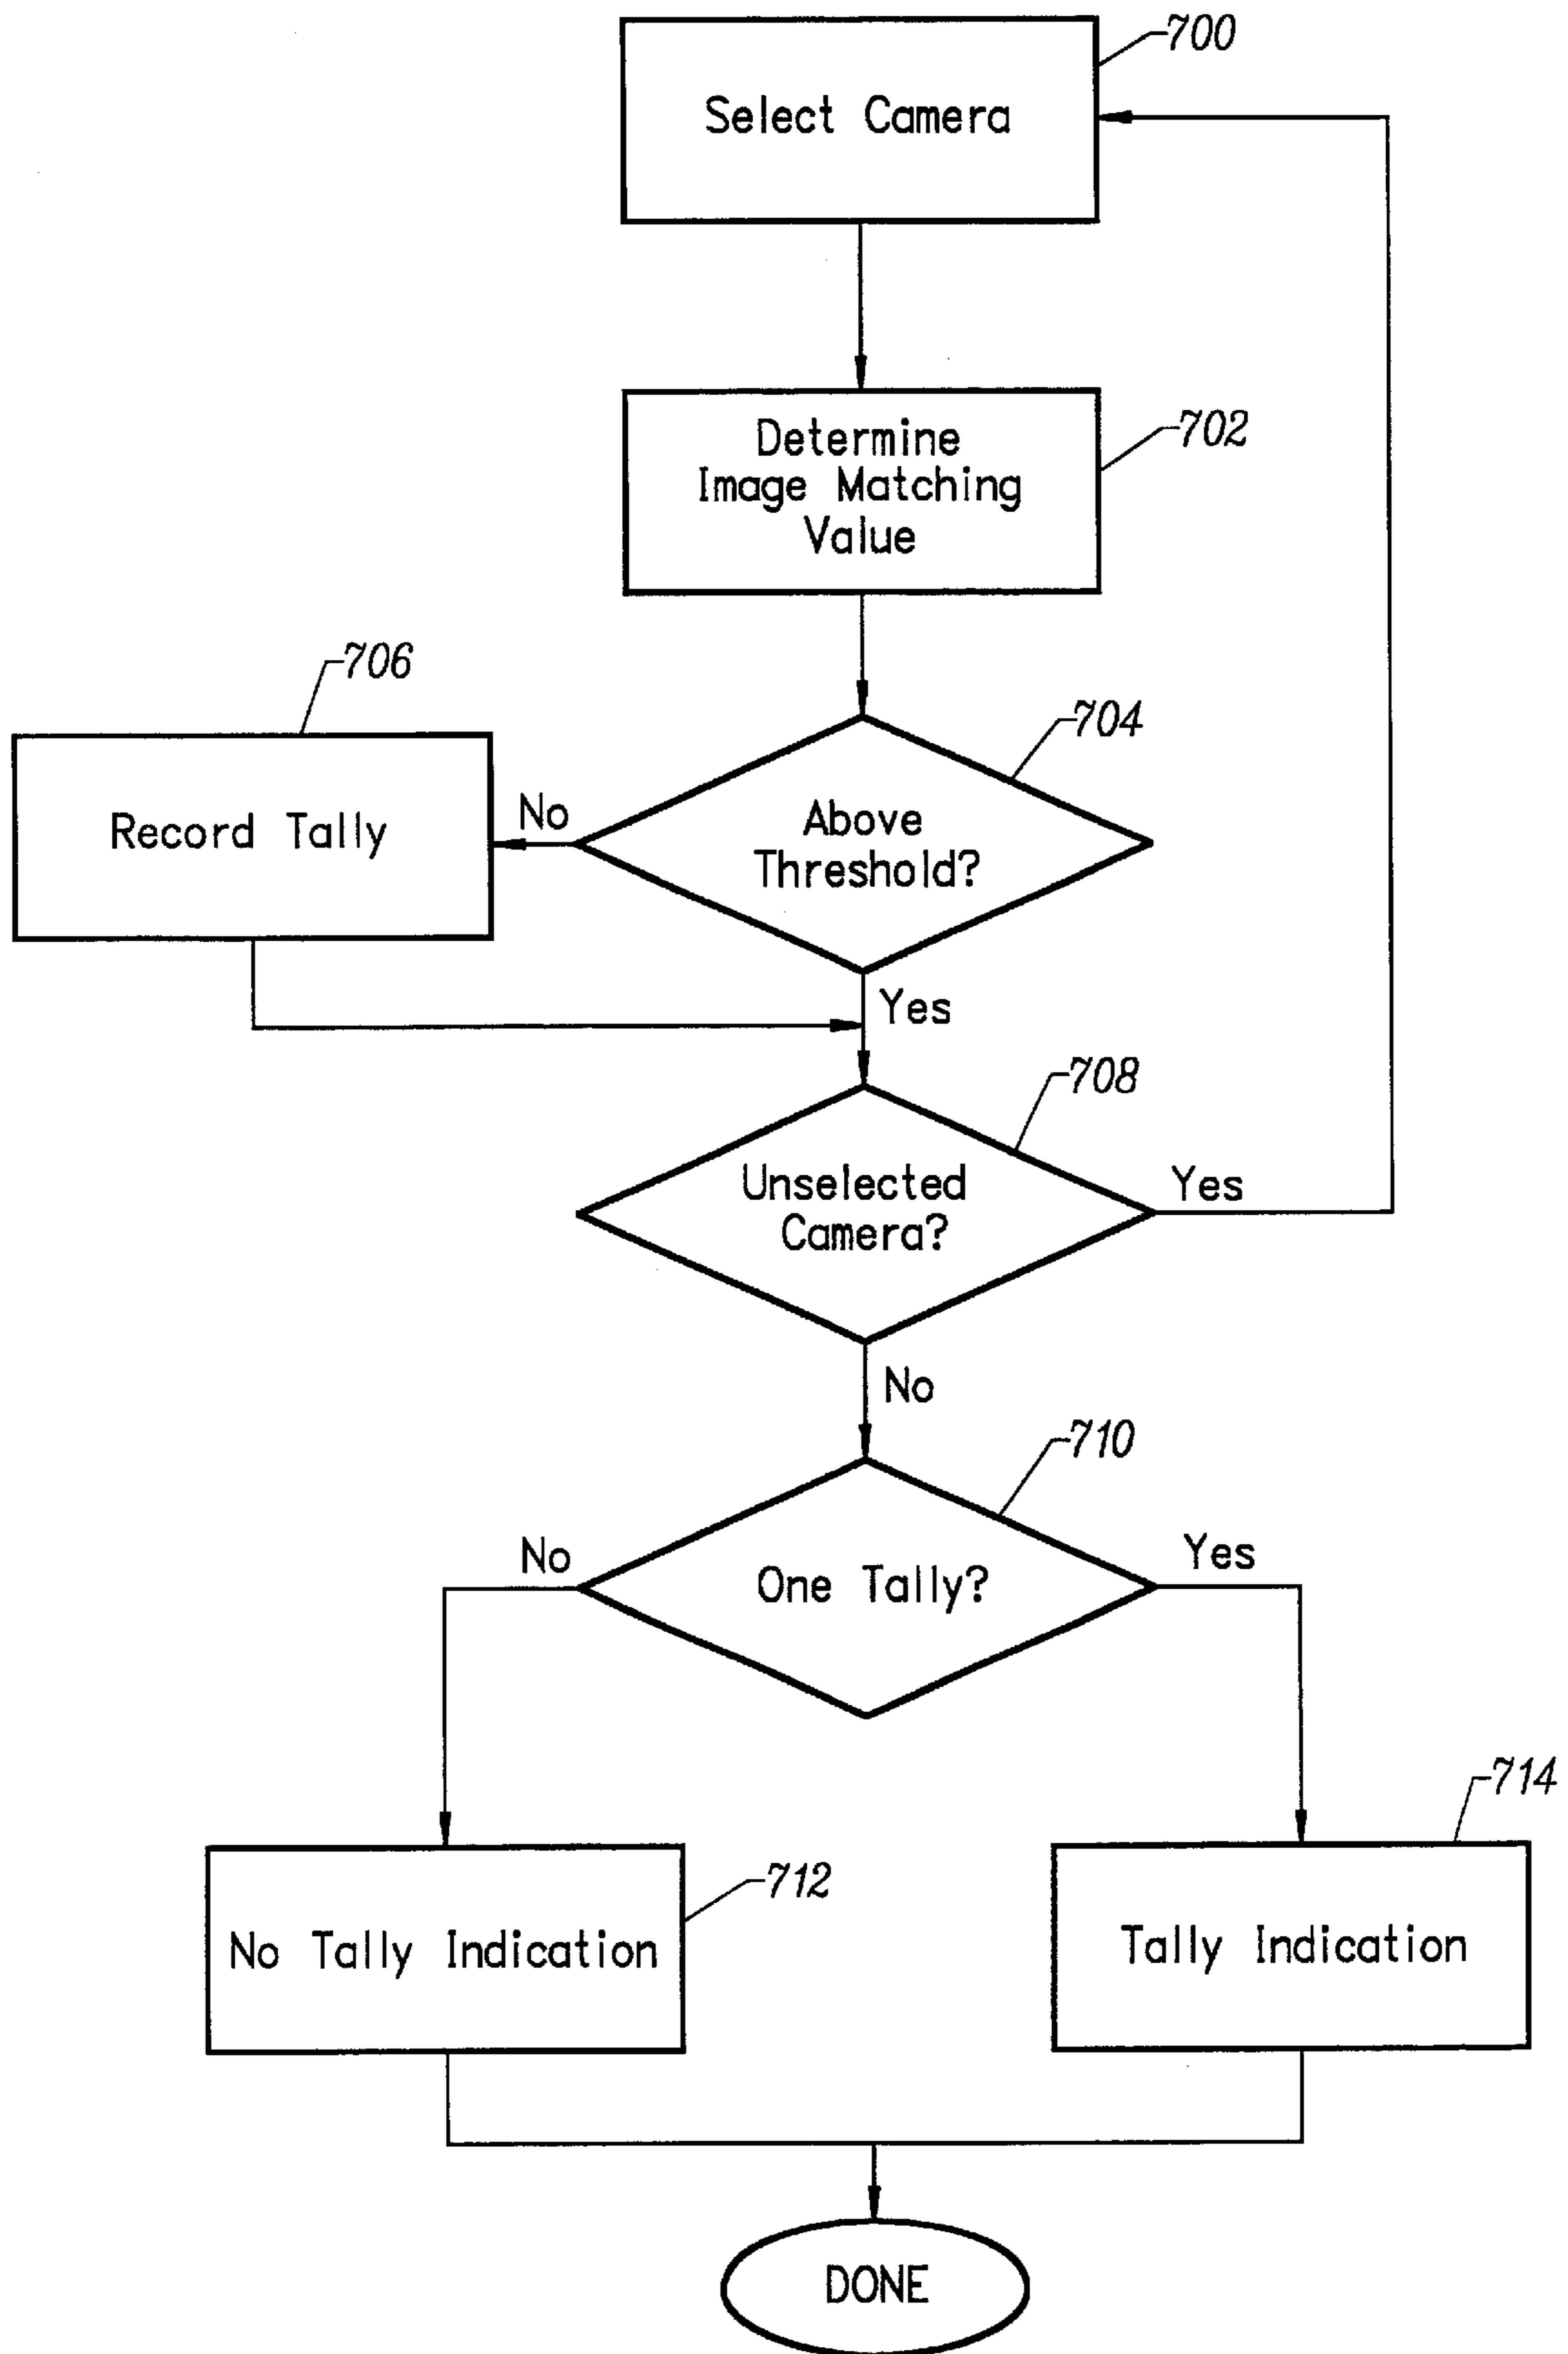 700
Select Camera
702
Determine
Image Matching
Value
706
704
Record Tally
No
Above
Threshold?
Yes
708
Unselected
Camera?
Yes
No
710
No
One Tally?
Yes
714
712
No Tally Indication
Tally Indication
DONE